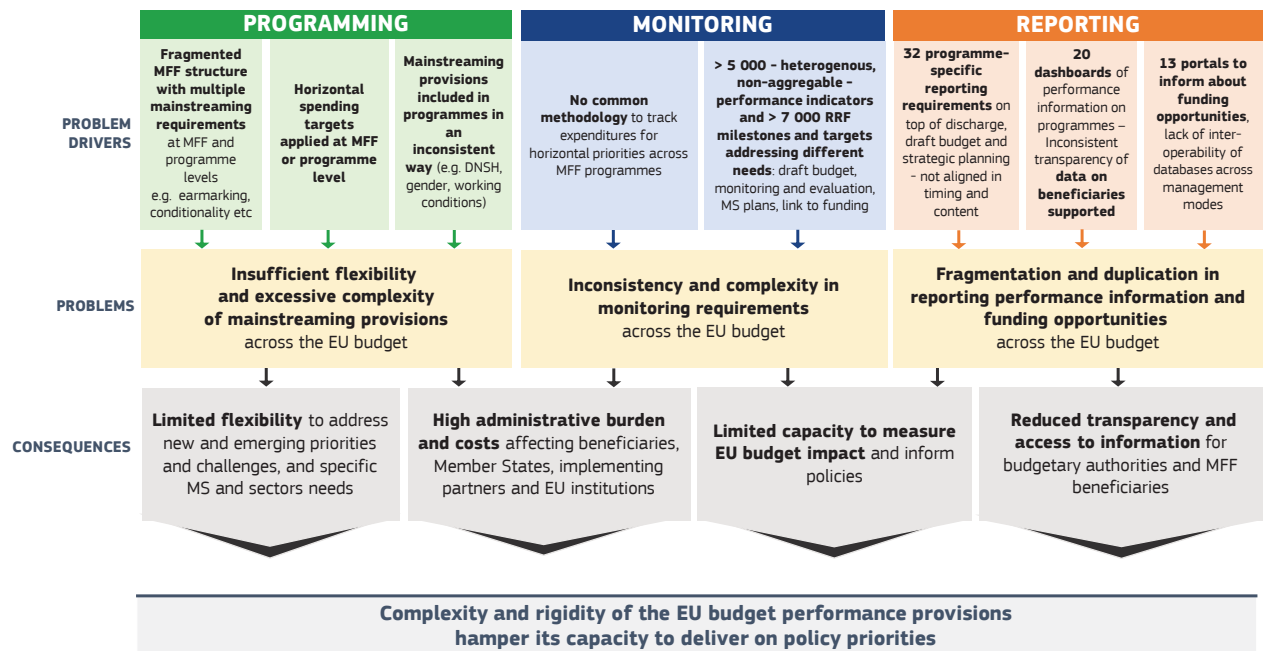 PROGRAMMING
MONITORING
REPORTING
PROBLEM
DRIVERS
Fragmented
MFF structure
with multiple
mainstreaming
requirements
at MFF and
programme
levels
e.g. earmarking,
conditionality etc
Horizontal
spending
targets
applied at MFF
or programme
level
Mainstreaming
provisions
included in
programmes in
an
inconsistent
way (e.g. DNSH,
gender, working
conditions)
No common
methodology to track
expenditures for
horizontal priorities across
MFF programmes
> 5 000 - heterogenous,
non-aggregable -
performance indicators
and > 7 000 RRF
milestones and targets
addressing different
needs: draft budget,
monitoring and evaluation,
MS plans, link to funding
32 programme-
specific
reporting
requirements on
top of discharge,
draft budget and
strategic planning
- not aligned in
timing and
content
20
dashboards of
performance
information on
programmes –
Inconsistent
transparency of
data on
beneficiaries
supported
13 portals to
inform about
funding
opportunities,
lack of inter-
operability of
databases across
management
modes
PROBLEMS
Insufficient flexibility
and excessive complexity
of mainstreaming provisions
across the EU budget
Inconsistency and complexity in
monitoring requirements
across the EU budget
Fragmentation and duplication in
reporting performance information and
funding opportunities
across the EU budget
CONSEQUENCES
Limited flexibility to address
new and emerging priorities
and challenges, and specific
MS and sectors needs
High administrative burden
and costs affecting beneficiaries,
Member States, implementing
partners and EU institutions
Limited capacity to measure
EU budget impact and inform
policies
Reduced transparency and
access to information for
budgetary authorities and MFF
beneficiaries
Complexity and rigidity of the EU budget performance provisions
hamper its capacity to deliver on policy priorities